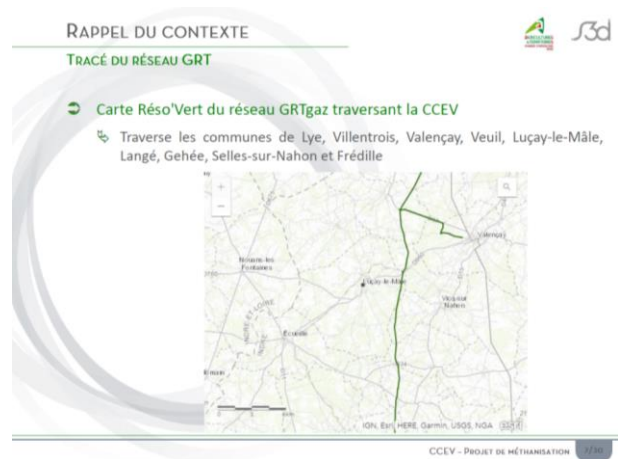 RAPPEL DU CONTEXTE
S3d
TRACÉ DU RÉSEAU GRT
Carte Réso'Vert du réseau GRTgaz traversant la CCEV
Traverse les communes de Lye, Villentrois, Valençay, Veuil, Luçay-le-Mâle,
Langé, Gehée, Selles-sur-Nahon et Frédille
+
−
Valençay
Nouans-les
Fontaines
Luçay-le-Mâle
Vicq-sur
Nahon
INDRE ET LOIRE
INDRE
Écueillé
IGN, Esri, HERE, Garmin, USGS, NGA
CCEV - PROJET DE MÉTHANISATION